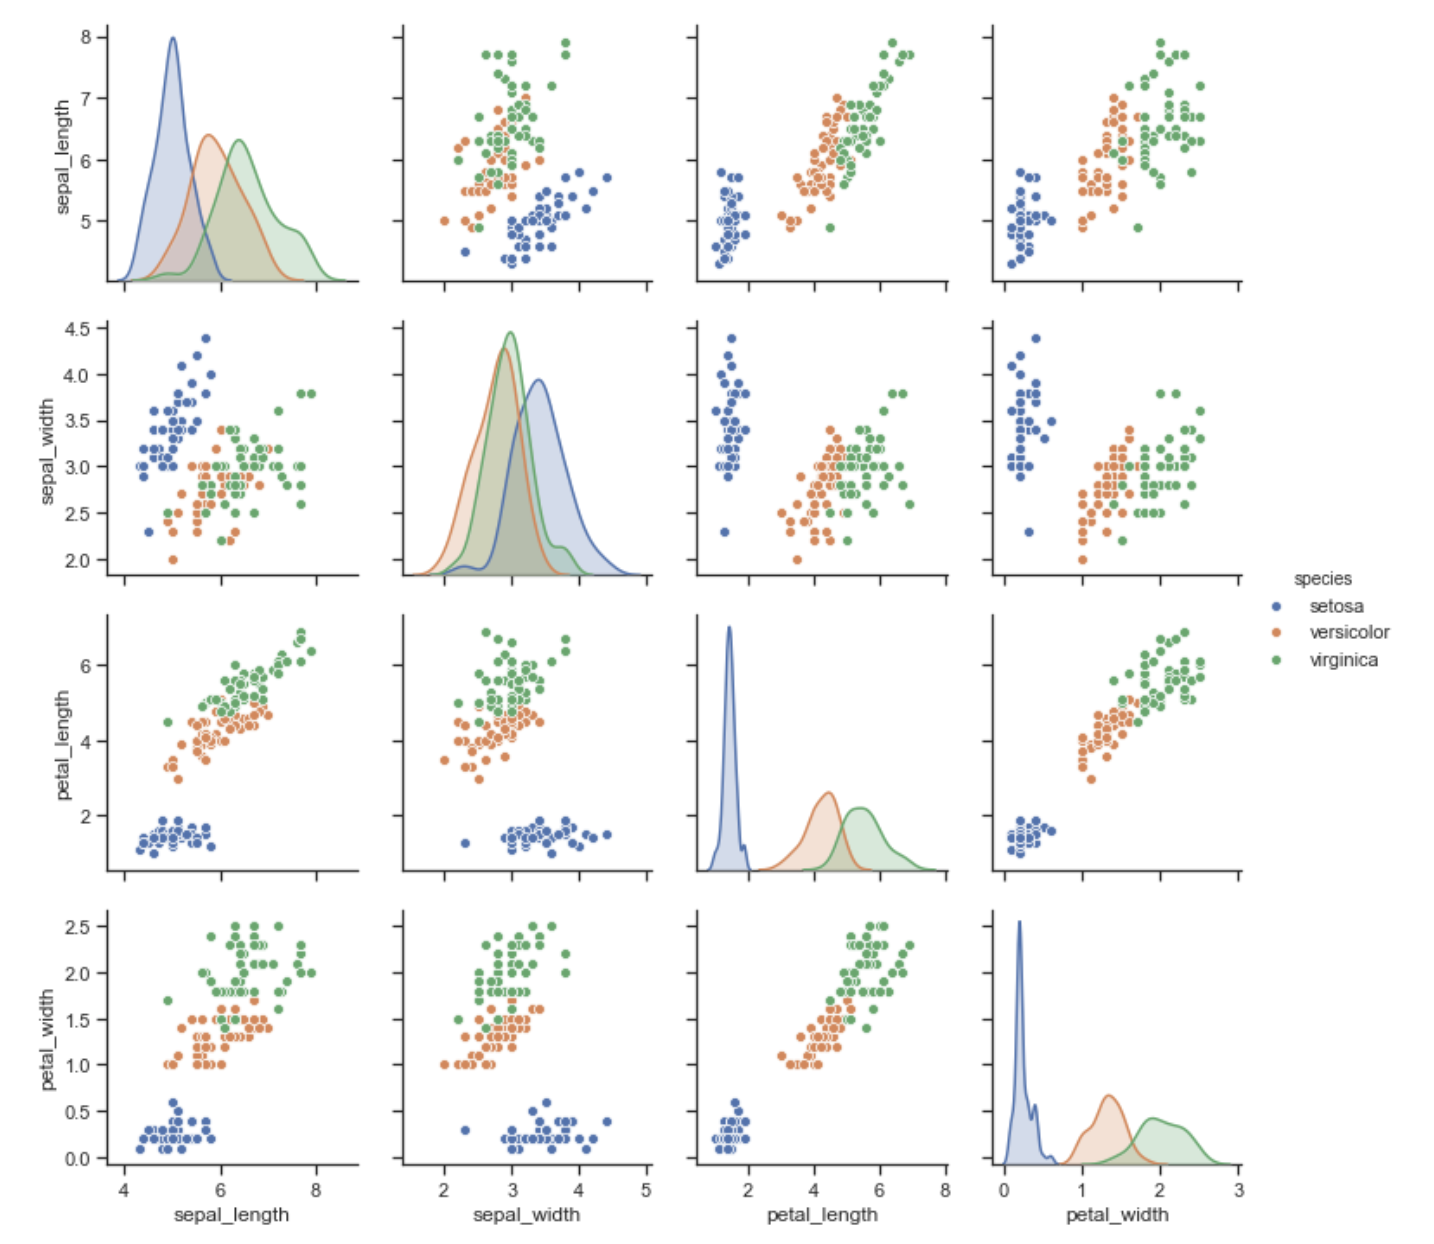 8
7
6
5
sepal_length
4 6 8
4.5
4.0
3.5
3.0
2.5
2.0
sepal_width
species
setosa
versicolor
virginica
6
4
2
petal_length
2.5
2.0
1.5
1.0
0.5
0.0
petal_width
4 6 8
2 3 4 5
2 4 6 8
0 1 2 3
sepal_length
sepal_width
petal_length
petal_width